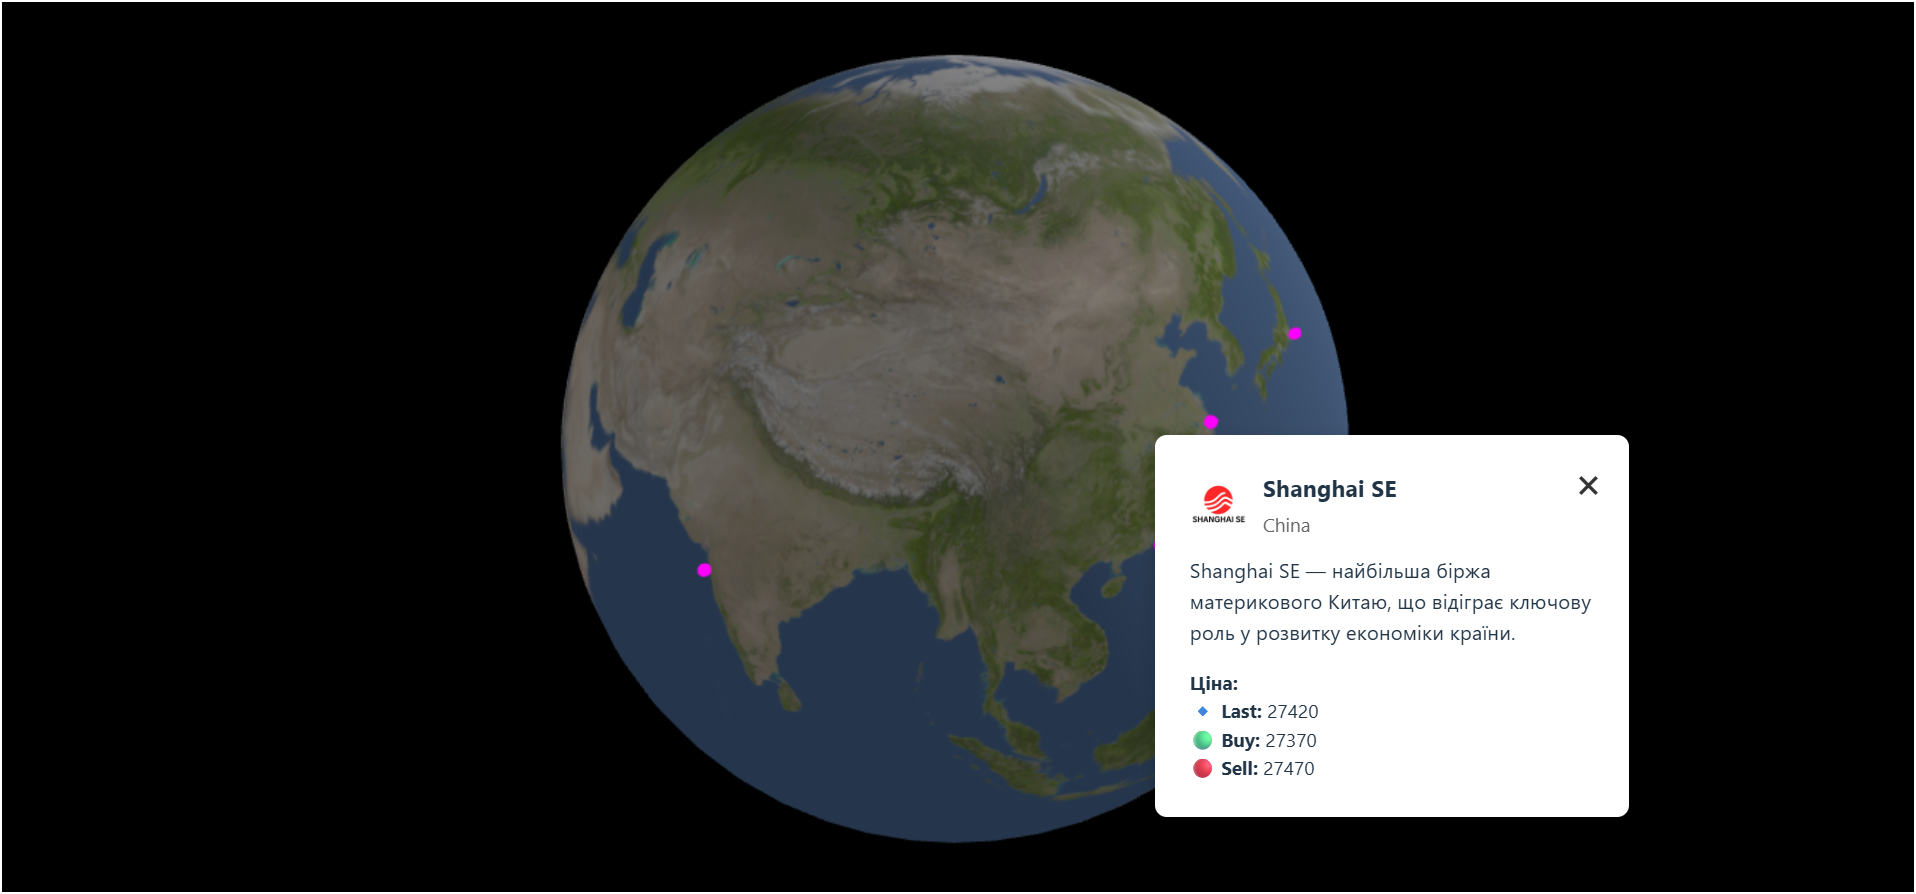 Shanghai SE
China
SHANGHAI SE
Shanghai SE — найбільша біржа
материкового Китаю, що відіграє ключову
роль у розвитку економіки країни.
Ціна:
Last: 27420
Buy: 27370
Sell: 27470